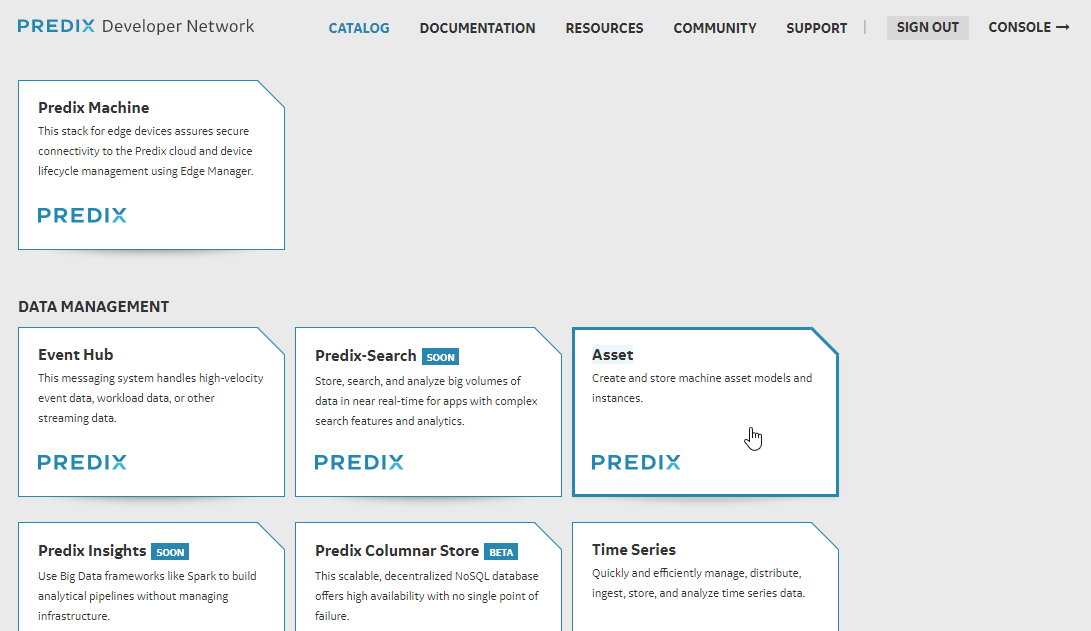 PREDIX Developer Network
CATALOG DOCUMENTATION RESOURCES COMMUNITY SUPPORT | SIGN OUT CONSOLE →
Predix Machine
This stack for edge devices assures secure
connectivity to the Predix cloud and device
lifecycle management using Edge Manager.
PREDIX
DATA MANAGEMENT
Event Hub
This messaging system handles high-velocity
event data, workload data, or other
streaming data.
PREDIX
Predix-Search SOON
Store, search, and analyze big volumes of
data in near real-time for apps with complex
search features and analytics.
PREDIX
Asset
Create and store machine asset models and
instances.
PREDIX
Predix Insights SOON
Use Big Data frameworks like Spark to build
analytical pipelines without managing
infrastructure.
Predix Columnar Store BETA
This scalable, decentralized NoSQL database
offers high availability with no single point of
failure.
Time Series
Quickly and efficiently manage, distribute,
ingest, store, and analyze time series data.